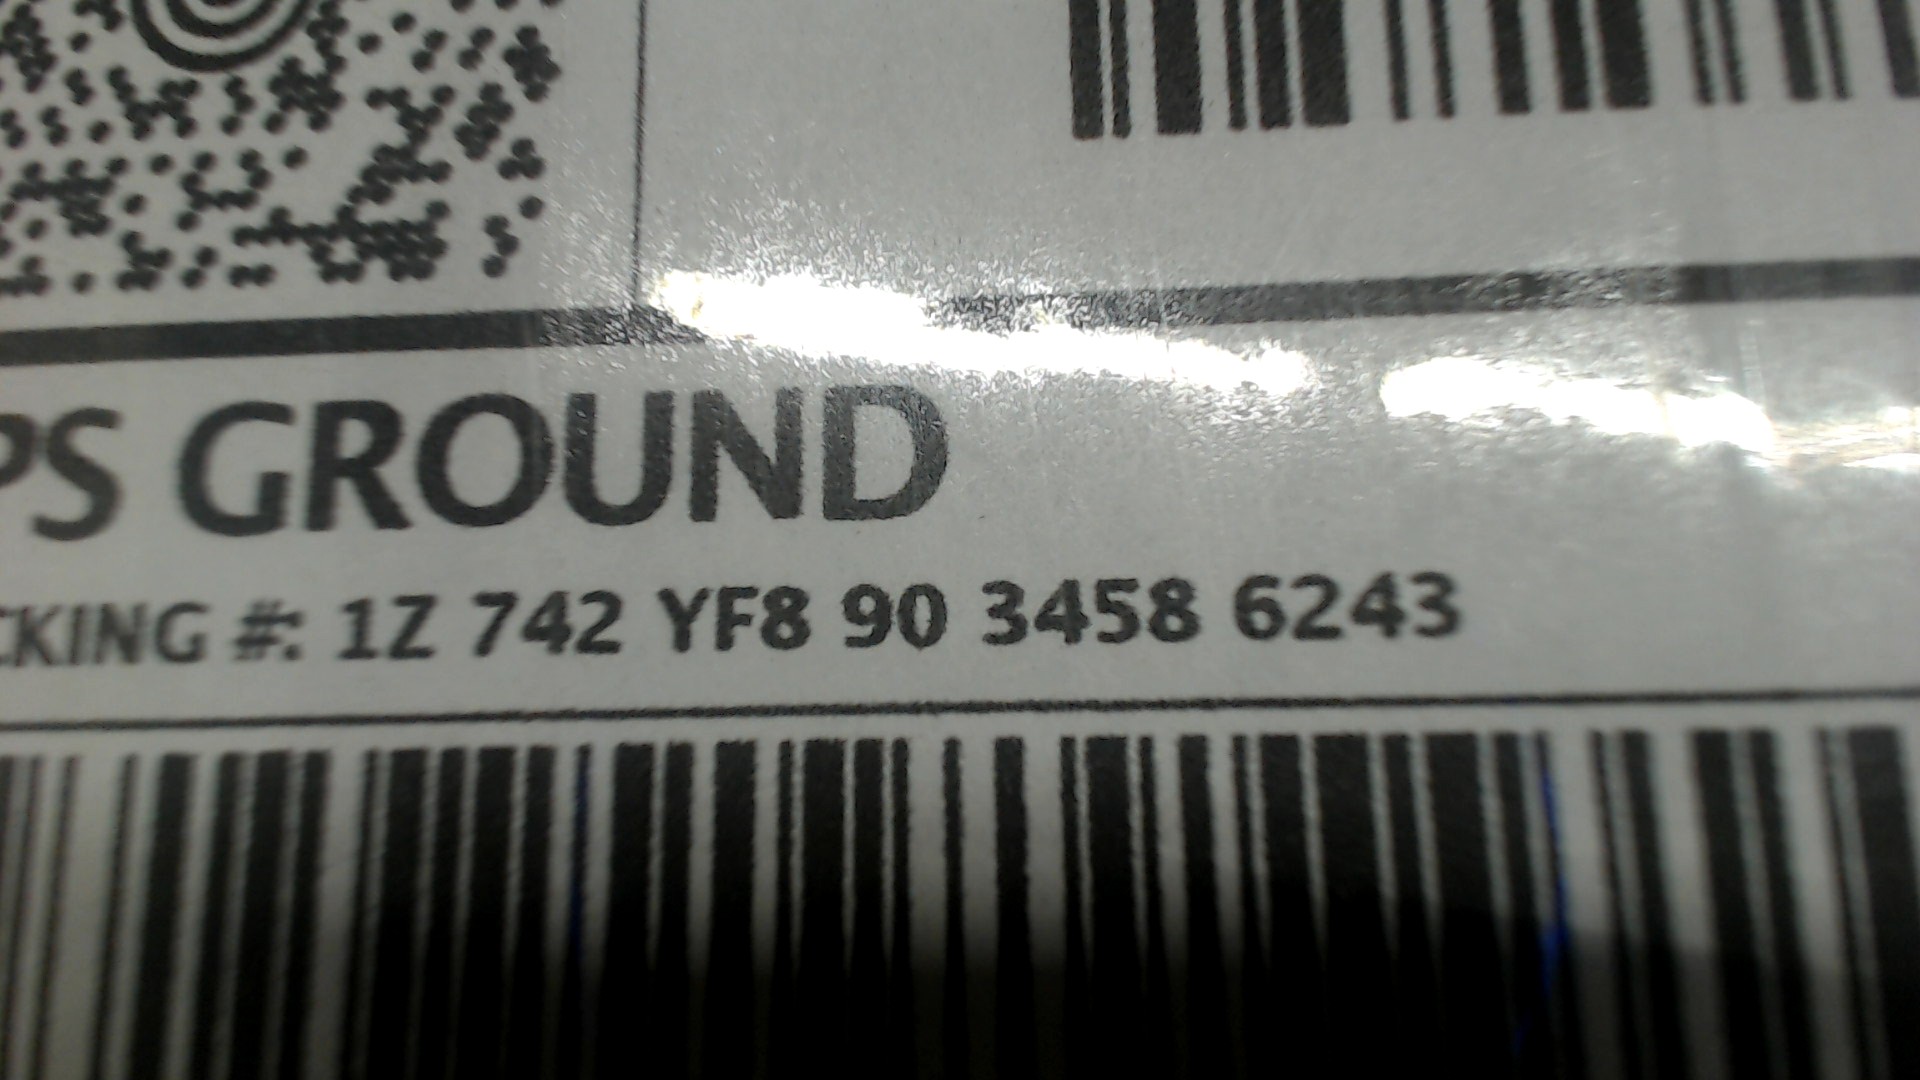 PS GROUND
CKING #: 1Z 742 YF8 90 3458 6243